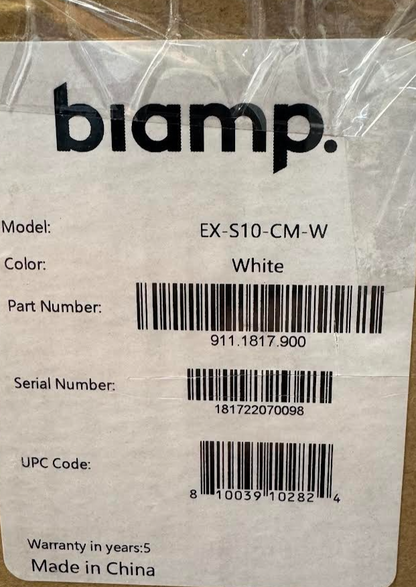 biamp.
Model: EX-S10-CM-W
Color: White
Part Number:
911.1817.900
Serial Number:
181722070098
UPC Code:
8 10039 10282 4
Warranty in years:5
Made in China